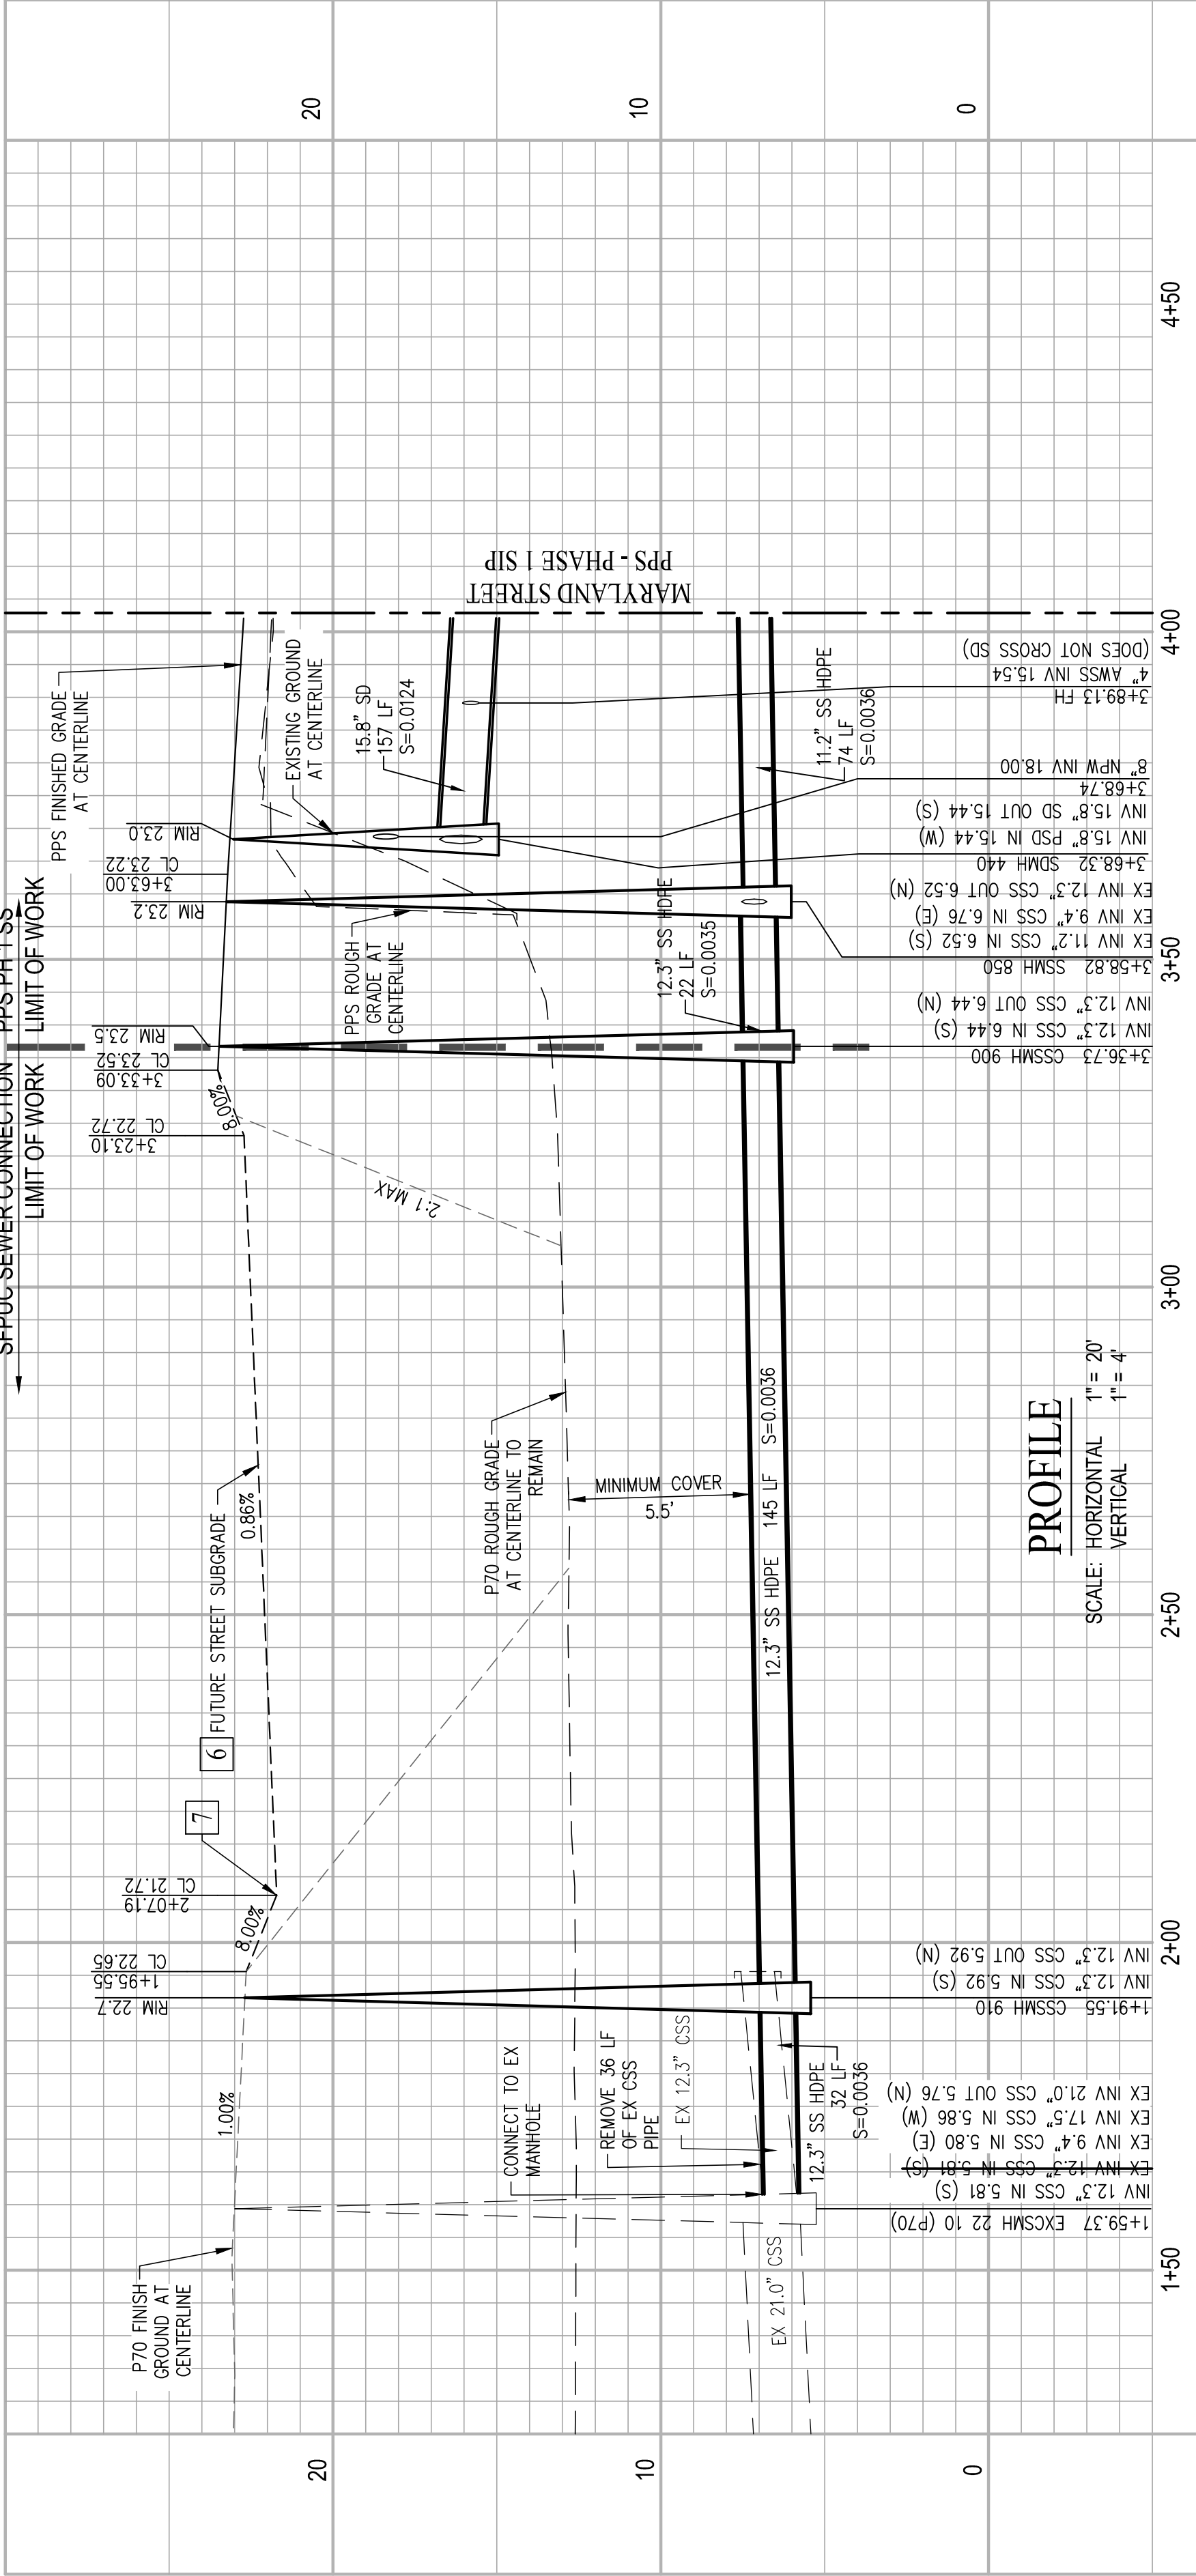 SFPUC SEWER CONNECTION
PPS PH 1 SS
LIMIT OF WORK
LIMIT OF WORK
P70 FINISH
GROUND AT
CENTERLINE
1.00%
RIM 22.7
1+95.55
CL 22.65
8.00%
2+07.19
CL 21.72
7
6
FUTURE STREET SUBGRADE
0.86%
3+23.10
CL 22.72
8.00%
3+33.09
CL 23.52
RIM 23.5
RIM 23.2
3+63.00
CL 23.22
RIM 23.0
PPS FINISHED GRADE
AT CENTERLINE
EXISTING GROUND
AT CENTERLINE
PPS ROUGH
GRADE AT
CENTERLINE
2:1 MAX
15.8" SD
157 LF
S=0.0124
MARYLAND STREET
PPS - PHASE 1 SIP
P70 ROUGH GRADE
AT CENTERLINE TO
REMAIN
MINIMUM COVER
5.5'
CONNECT TO EX
MANHOLE
REMOVE 36 LF
OF EX CSS
PIPE
EX 12.3" CSS
EX 21.0" CSS
12.3" SS HDPE
32 LF
S=0.0036
12.3" SS HDPE 145 LF S=0.0036
12.3" SS HDPE
22 LF
S=0.0035
11.2" SS HDPE
74 LF
S=0.0036
1+59.37 EXCSMH 22 10 (P70)
INV 12.3" CSS IN 5.81 (S)
EX INV 12.3" CSS IN 5.81 (S)
EX INV 9.4" CSS IN 5.80 (E)
EX INV 17.5" CSS IN 5.86 (W)
EX INV 21.0" CSS OUT 5.76 (N)
1+91.55 CSSMH 910
INV 12.3" CSS IN 5.92 (S)
INV 12.3" CSS OUT 5.92 (N)
3+36.73 CSSMH 900
INV 12.3" CSS IN 6.44 (S)
INV 12.3" CSS OUT 6.44 (N)
3+58.82 SSMH 850
EX INV 11.2" CSS IN 6.52 (S)
EX INV 9.4" CSS IN 6.76 (E)
EX INV 12.3" CSS OUT 6.52 (N)
3+68.32 SDMH 440
INV 15.8" PSD IN 15.44 (W)
INV 15.8" SD OUT 15.44 (S)
3+68.74
8" NPW INV 18.00
3+89.13 FH
4" AWSS INV 15.54
(DOES NOT CROSS SD)
20
10
0
20
10
0
1+50
2+00
2+50
3+00
3+50
4+00
4+50
PROFILE
SCALE: HORIZONTAL 1"= 20'
VERTICAL 1"= 4'